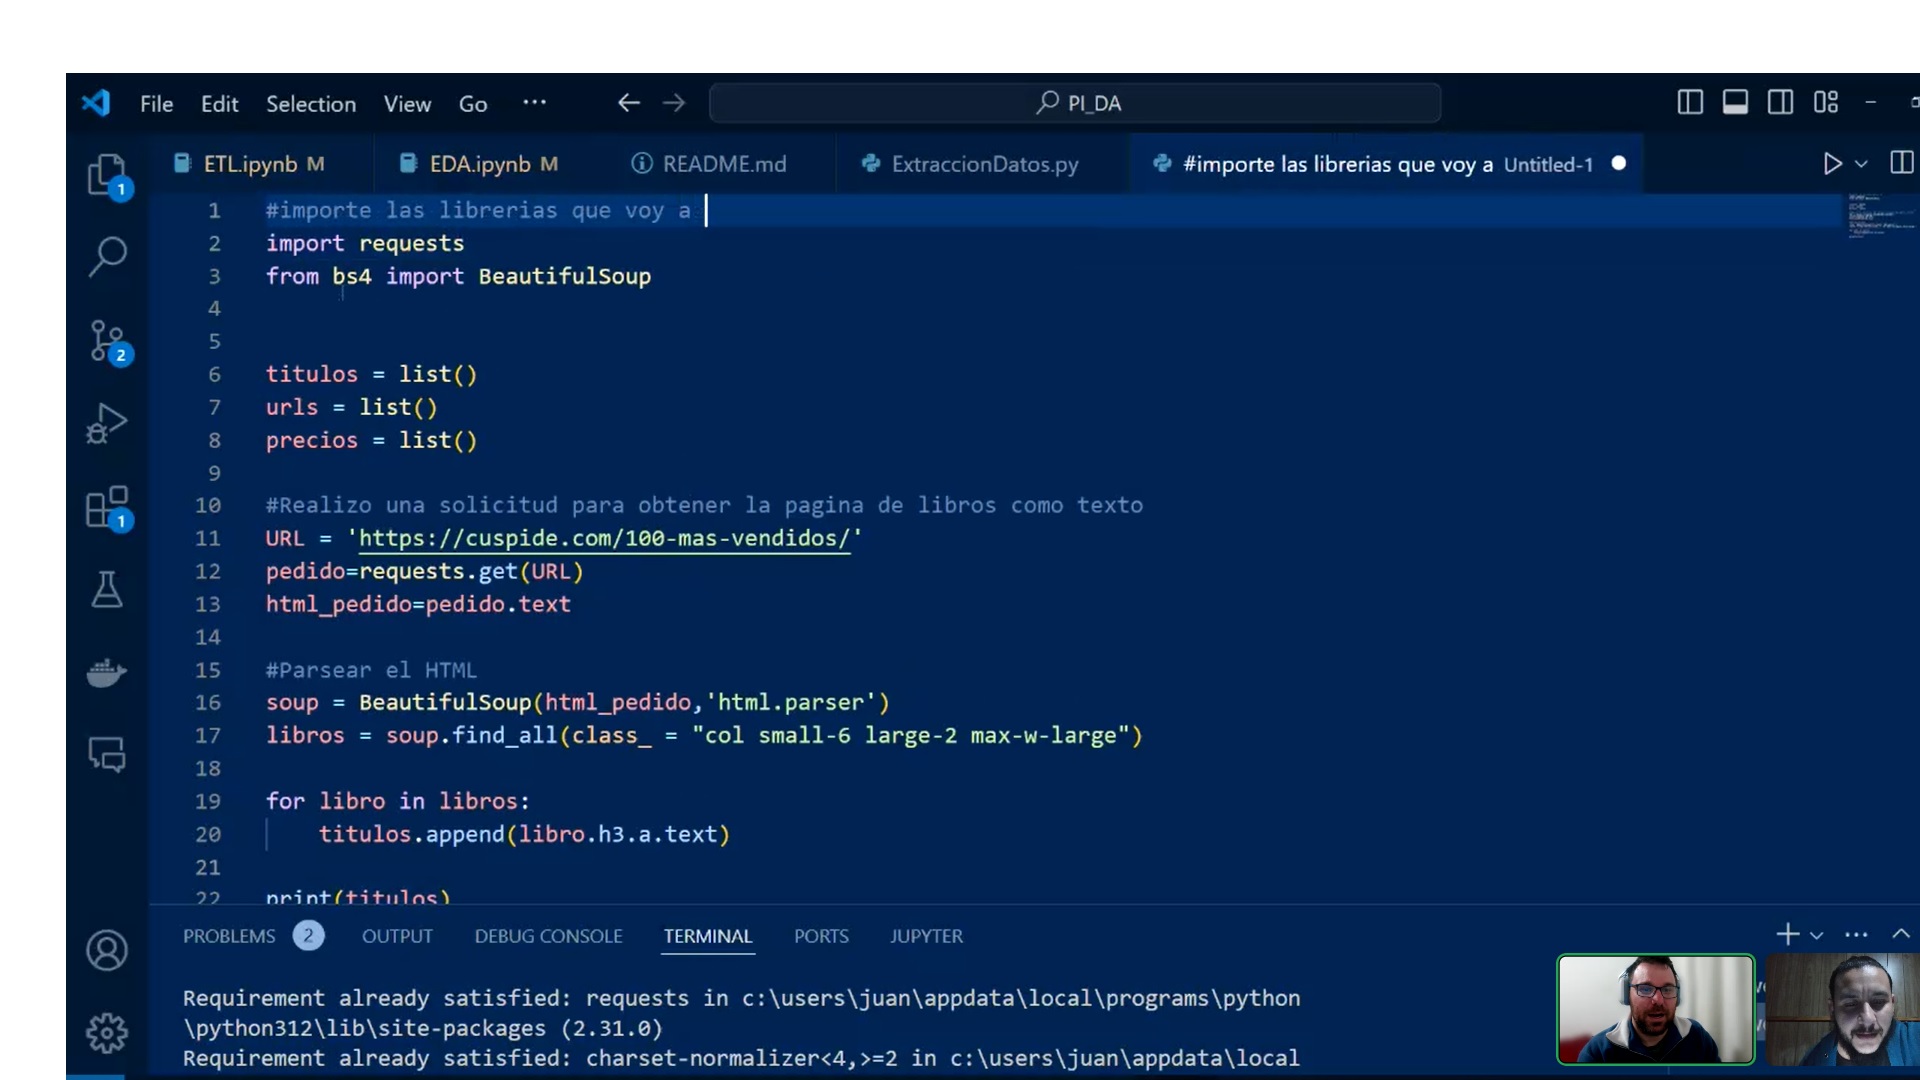 File Edit Selection View Go ··· PI_DA
ETL.ipynb M EDA.ipynb M README.md ExtraccionDatos.py #importe las librerias que voy a Untitled-1
1 #importe las librerias que voy a
2 import requests
3 from bs4 import BeautifulSoup
4
5
6 titulos = list()
7 urls = list()
8 precios = list()
9
10 #Realizo una solicitud para obtener la pagina de libros como texto
11 URL = 'https://cuspide.com/100-mas-vendidos/'
12 pedido=requests.get(URL)
13 html_pedido=pedido.text
14
15 #Parsear el HTML
16 soup = BeautifulSoup(html_pedido,'html.parser')
17 libros = soup.find_all(class_ = "col small-6 large-2 max-w-large")
18
19 for libro in libros:
20 titulos.append(libro.h3.a.text)
21
22 print(titulos)
1
2
1
PROBLEMS 2 OUTPUT DEBUG CONSOLE TERMINAL PORTS JUPYTER
Requirement already satisfied: requests in c:\users\juan\appdata\local\programs\python
\python312\lib\site-packages (2.31.0)
Requirement already satisfied: charset-normalizer<4,>=2 in c:\users\juan\appdata\local